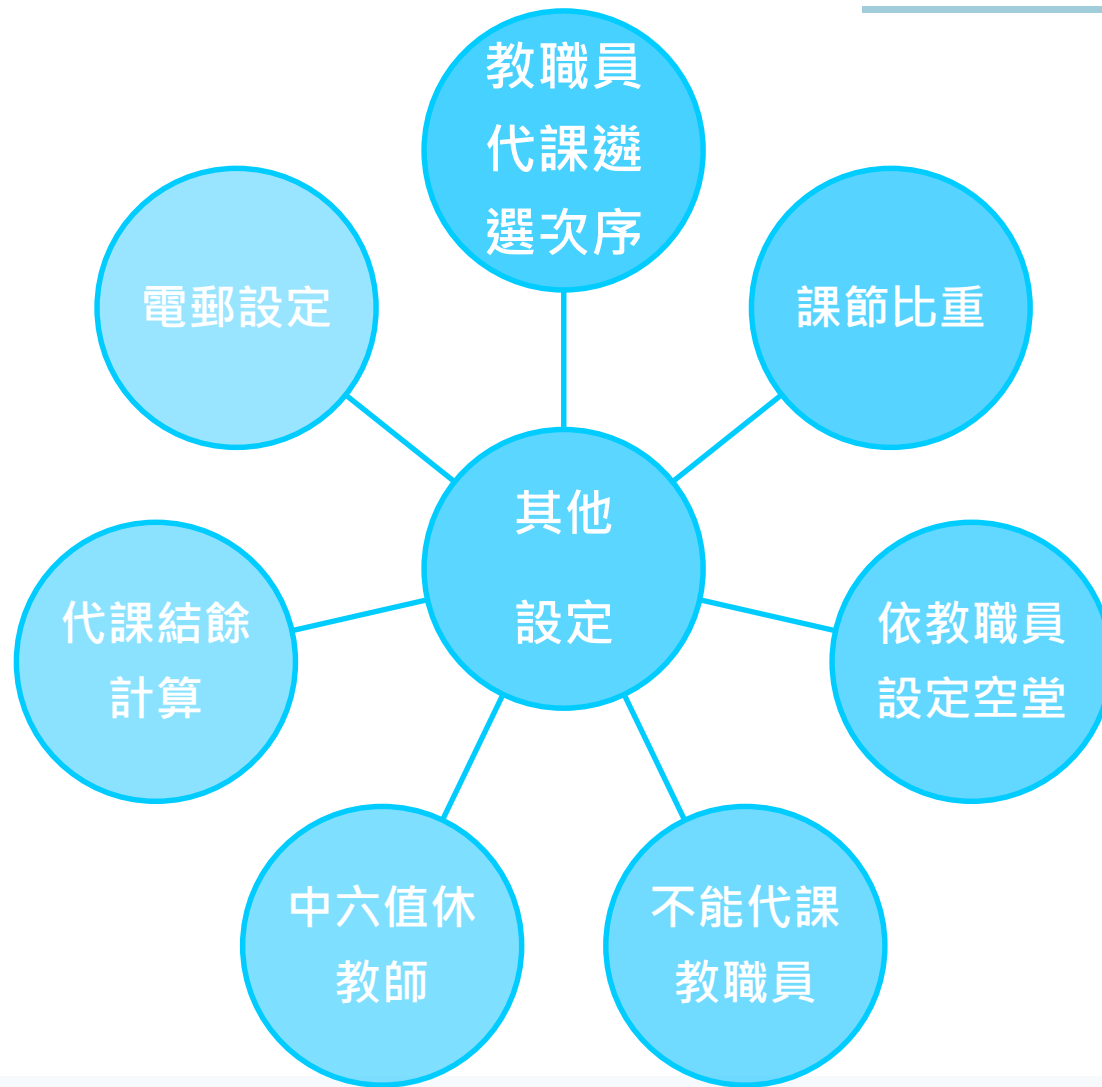 教職員
代課遴
選次序
電郵設定
課節比重
其他
設定
代課結餘
計算
依教職員
設定空堂
中六值休
教師
不能代課
教職員